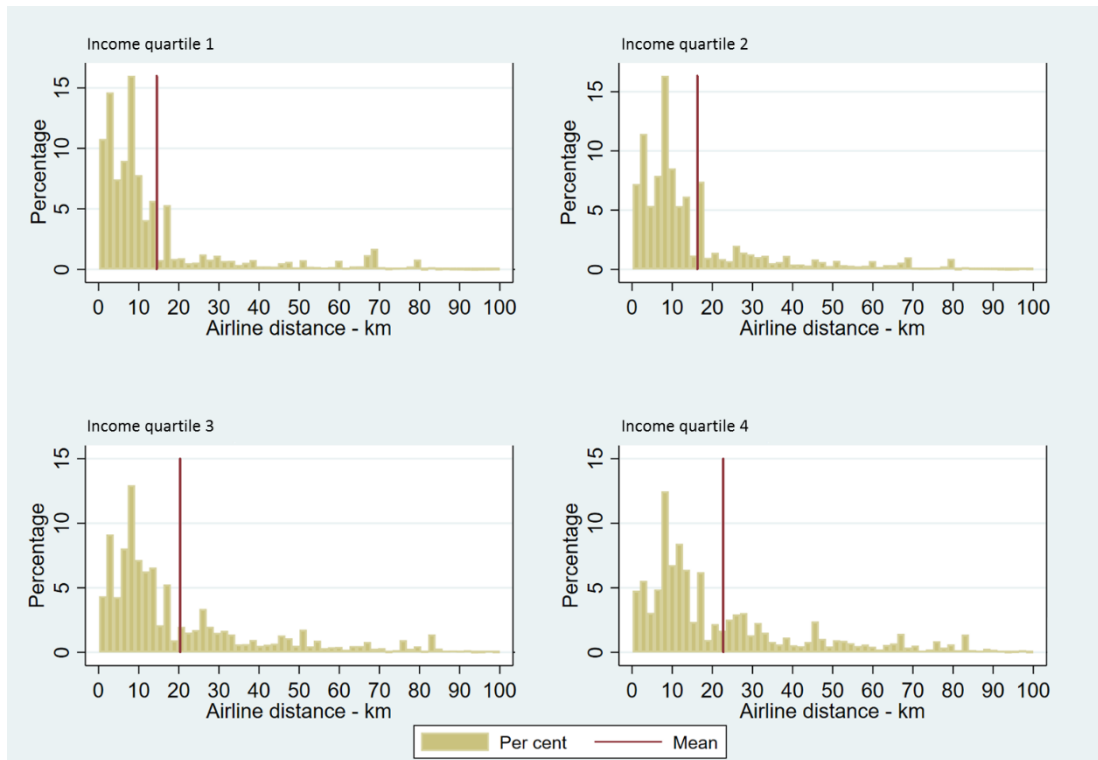 Income quartile 1
Percentage
15
10
5
0
0 10 20 30 40 50 60 70 80 90 100
Airline distance - km
Income quartile 2
Percentage
15
10
5
0
0 10 20 30 40 50 60 70 80 90 100
Airline distance - km
Income quartile 3
Percentage
15
10
5
0
0 10 20 30 40 50 60 70 80 90 100
Airline distance - km
Income quartile 4
Percentage
15
10
5
0
0 10 20 30 40 50 60 70 80 90 100
Airline distance - km
Per cent Mean